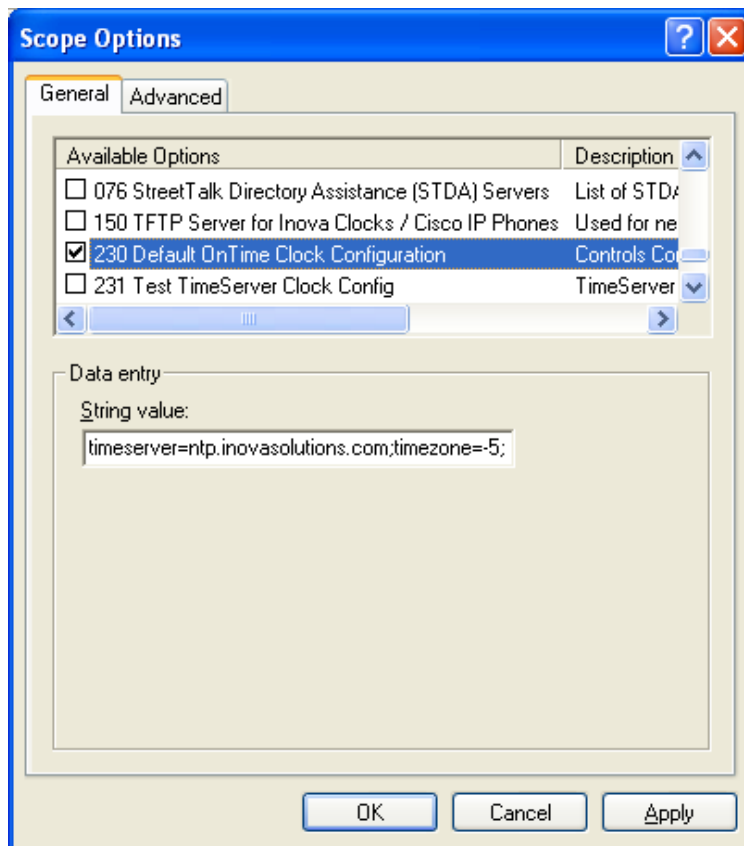 Scope Options
General Advanced
Available Options Description
076 StreetTalk Directory Assistance (STDA) Servers List of STDA
150 TFTP Server for Inova Clocks / Cisco IP Phones Used for ne
230 Default OnTime Clock Configuration Controls Co
231 Test TimeServer Clock Config TimeServer
Data entry
String value:
timeserver=ntp.inovasolutions.com;timezone=-5;
OK Cancel Apply